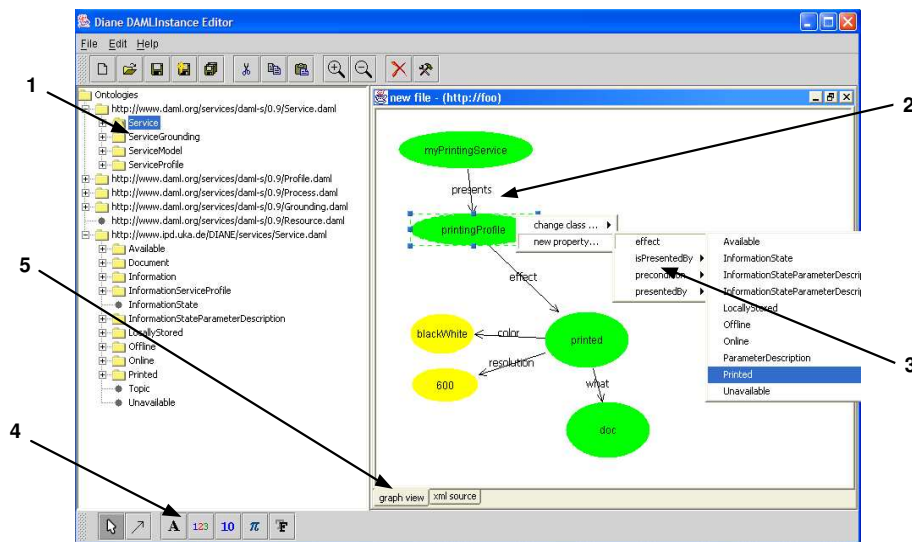 Diane DAMLInstance Editor
File Edit Help
1
Ontologies
http://www.daml.org/services/daml-s/0.9/Service.daml
Service
ServiceGrounding
ServiceModel
ServiceProfile
http://www.daml.org/services/daml-s/0.9/Profile.daml
http://www.daml.org/services/daml-s/0.9/Process.daml
http://www.daml.org/services/daml-s/0.9/Grounding.daml
http://www.daml.org/services/daml-s/0.9/Resource.daml
http://www.ipd.uka.de/DIANE/services/Service.daml
Available
Document
Information
InformationServiceProfile
InformationState
InformationStateParameterDescription
LocallyStored
Offline
Online
Printed
Topic
Unavailable
5
4
new file - (http://foo)
2
myPrintingService
presents
printingProfile
change class ...
new property...
effect
isPresentedBy
precondition
presentedBy
Available
InformationState
InformationStateParameterDescrip
InformationStateParameterDescrip
LocallyStored
Offline
Online
ParameterDescription
Printed
Unavailable
3
effect
blackWhite
color
printed
resolution
600
what
doc
graph view xml source
A 123 10 π F